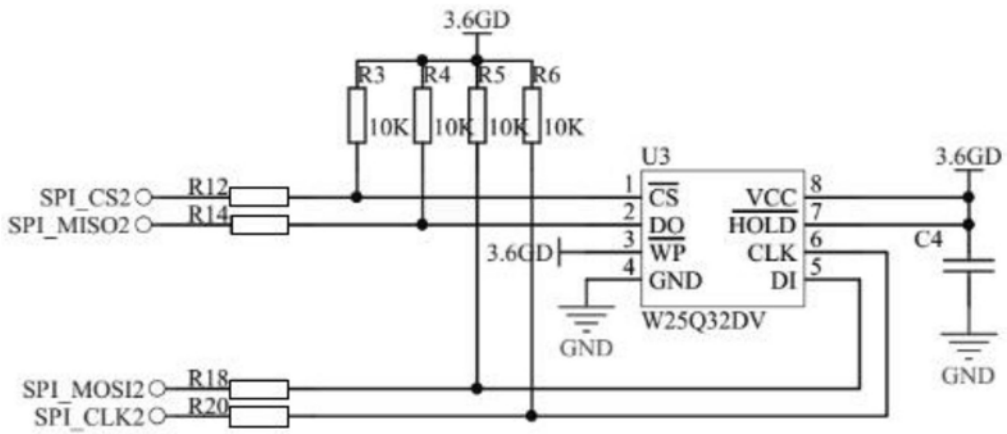 3.6GD
R3 R4 R5 R6
10K 10K 10K 10K
U3
3.6GD
SPI_CS2 R12 1 CS VCC 8
SPI_MISO2 R14 2 DO HOLD 7
3.6GD 3 WP CLK 6 C4
4 GND DI 5
W25Q32DV
GND
GND
SPI_MOSI2 R18
SPI_CLK2 R20